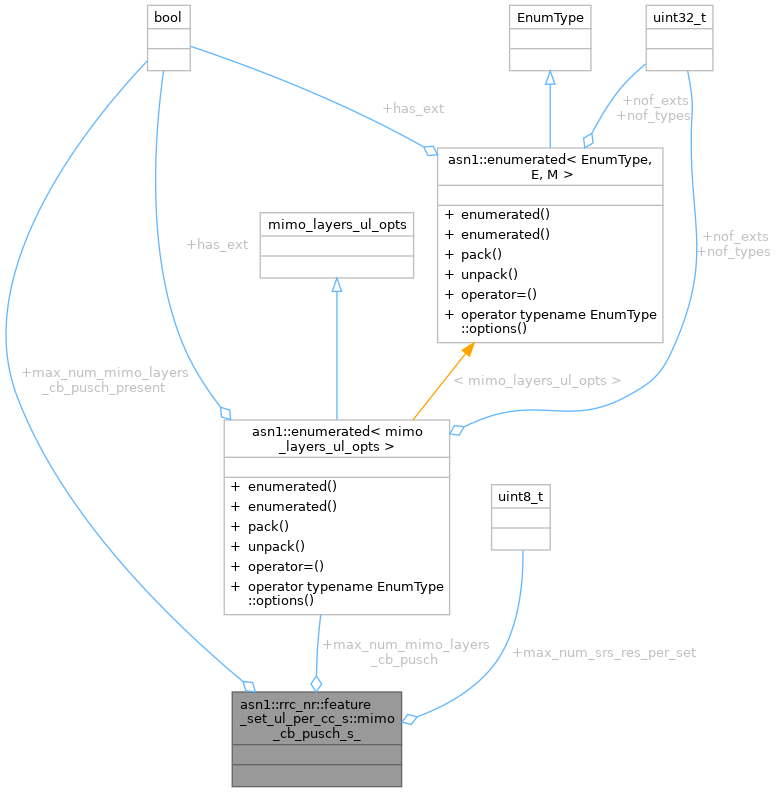 bool
EnumType
uint32_t
+has_ext
+nof_exts
+nof_types
asn1::enumerated< EnumType,
E, M >
+ enumerated()
+ enumerated()
+ pack()
+ unpack()
+ operator=()
+ operator typename EnumType
::options()
mimo_layers_ul_opts
+has_ext
+nof_exts
+nof_types
+max_num_mimo_layers
_cb_pusch_present
< mimo_layers_ul_opts >
asn1::enumerated< mimo
_layers_ul_opts >
+ enumerated()
+ enumerated()
+ pack()
+ unpack()
+ operator=()
+ operator typename EnumType
::options()
uint8_t
+max_num_mimo_layers
_cb_pusch
+max_num_srs_res_per_set
asn1::rrc_nr::feature
_set_ul_per_cc_s::mimo
_cb_pusch_s_